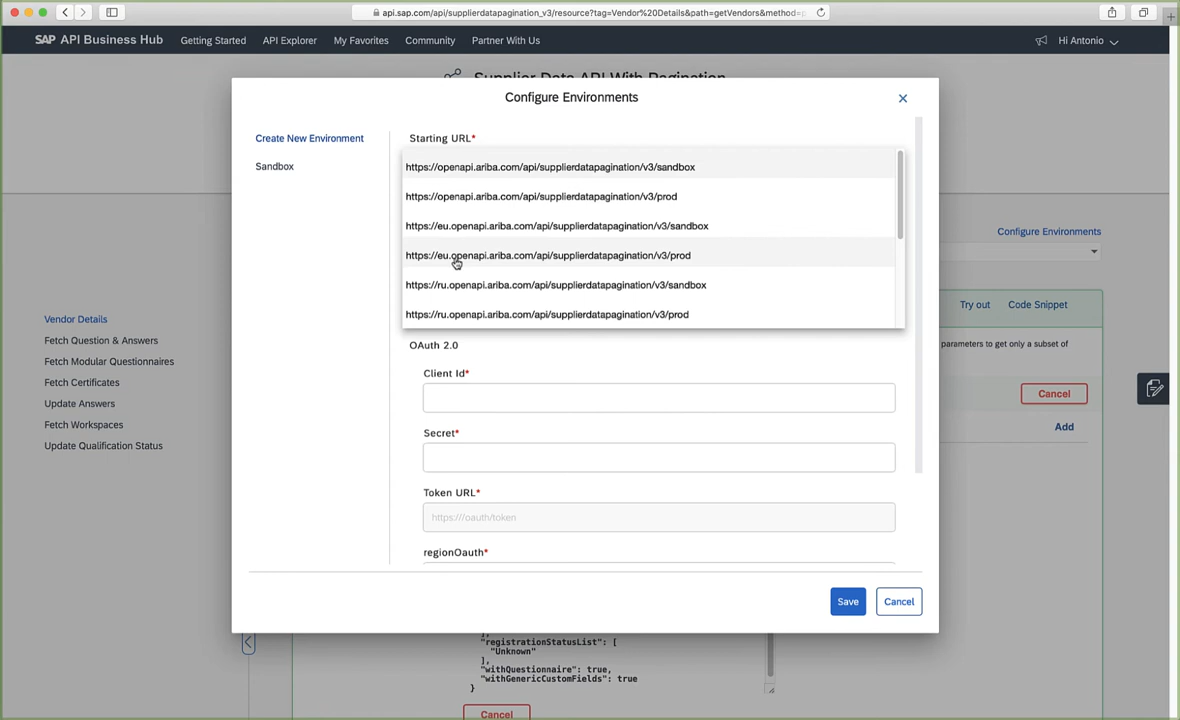 api.sap.com/api/supplierdatapagination_v3/resource?tag=Vendor%20Details&path=getVendors&method=p
SAP API Business Hub
Getting Started
API Explorer
My Favorites
Community
Partner With Us
Hi Antonio
Supplier Data API With Pagination
Configure Environments
Create New Environment
Sandbox
Starting URL*
https://openapi.ariba.com/api/supplierdatapagination/v3/sandbox
https://openapi.ariba.com/api/supplierdatapagination/v3/prod
https://eu.openapi.ariba.com/api/supplierdatapagination/v3/sandbox
https://eu.openapi.ariba.com/api/supplierdatapagination/v3/prod
https://ru.openapi.ariba.com/api/supplierdatapagination/v3/sandbox
https://ru.openapi.ariba.com/api/supplierdatapagination/v3/prod
OAuth 2.0
Client Id*
Secret*
Token URL*
https:///oauth/token
regionOauth*
Save
Cancel
Configure Environments
Vendor Details
Fetch Question & Answers
Fetch Modular Questionnaires
Fetch Certificates
Update Answers
Fetch Workspaces
Update Qualification Status
Try out
Code Snippet
parameters to get only a subset of
Cancel
Add
],
"registrationStatusList": [
"Unknown"
],
"withQuestionnaire": true,
"withGenericCustomFields": true
}
Cancel